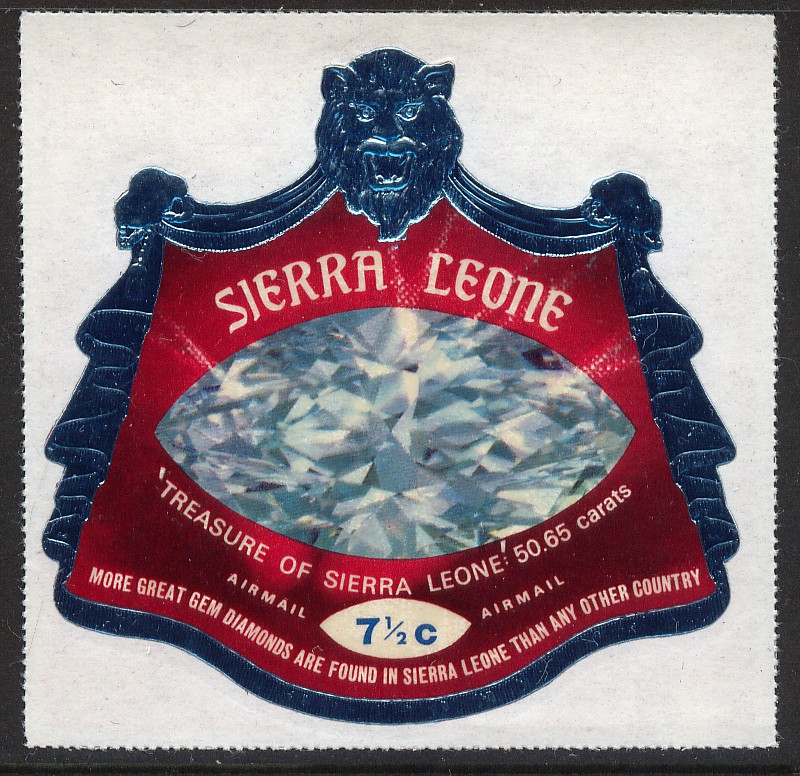 SIERRA LEONE
'TREASURE OF SIERRA LEONE' 50.65 carats
AIRMAIL AIRMAIL
7½ C
MORE GREAT GEM DIAMONDS ARE FOUND IN SIERRA LEONE THAN ANY OTHER COUNTRY